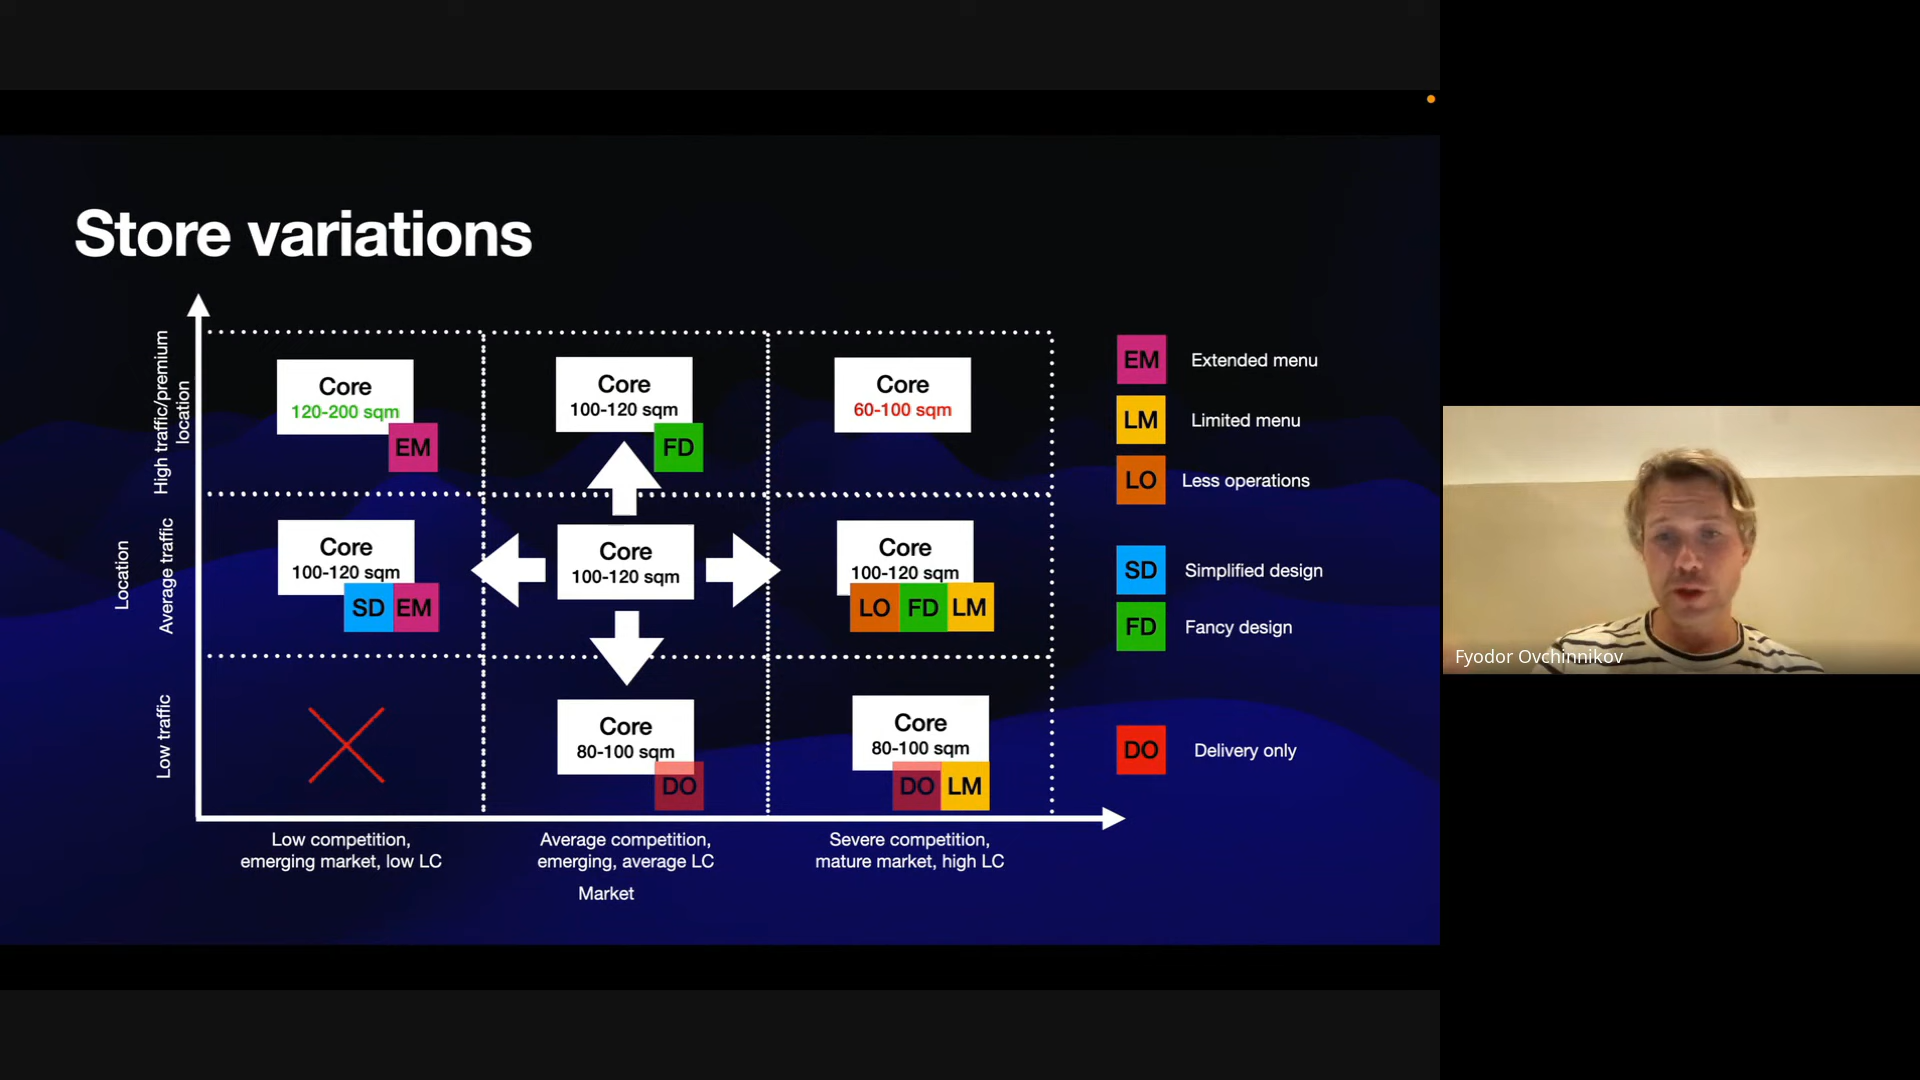 Store variations
High traffic/premium
location
Average traffic
Low traffic
Location
Core
120-200 sqm
EM
Core
100-120 sqm
FD
Core
60-100 sqm
Core
100-120 sqm
SD
EM
Core
100-120 sqm
Core
100-120 sqm
LO
FD
LM
Core
80-100 sqm
DO
Core
80-100 sqm
DO
LM
Low competition,
emerging market, low LC
Average competition,
emerging, average LC
Severe competition,
mature market, high LC
Market
EM Extended menu
LM Limited menu
LO Less operations
SD Simplified design
FD Fancy design
DO Delivery only
Fyodor Ovchinnikov